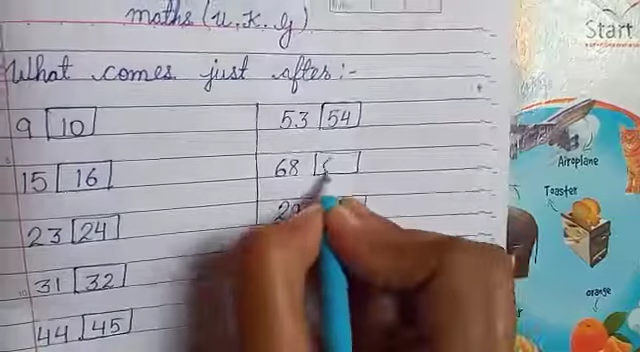 maths (U.K.G)
What comes just after:-
9 10
15 16
23 24
31 32
44 45
53 54
68
Start
Airoplane
Toaster
orange